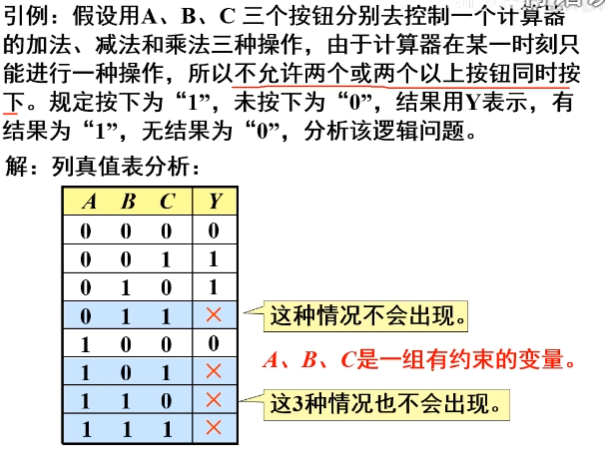 引例：假设用A、B、C 三个按钮分别去控制一个计算器
的加法、减法和乘法三种操作，由于计算器在某一时刻只
能进行一种操作，所以不允许两个或两个以上按钮同时按
下。规定按下为“1”，未按下为“0”，结果用Y表示，有
结果为“1”，无结果为“0”，分析该逻辑问题。
解：列真值表分析：
A B C Y
0 0 0 0
0 0 1 1
0 1 0 1
0 1 1 ×
这种情况不会出现。
1 0 0 0
A、B、C是一组有约束的变量。
1 0 1 ×
1 1 0 ×
这3种情况也不会出现。
1 1 1 ×